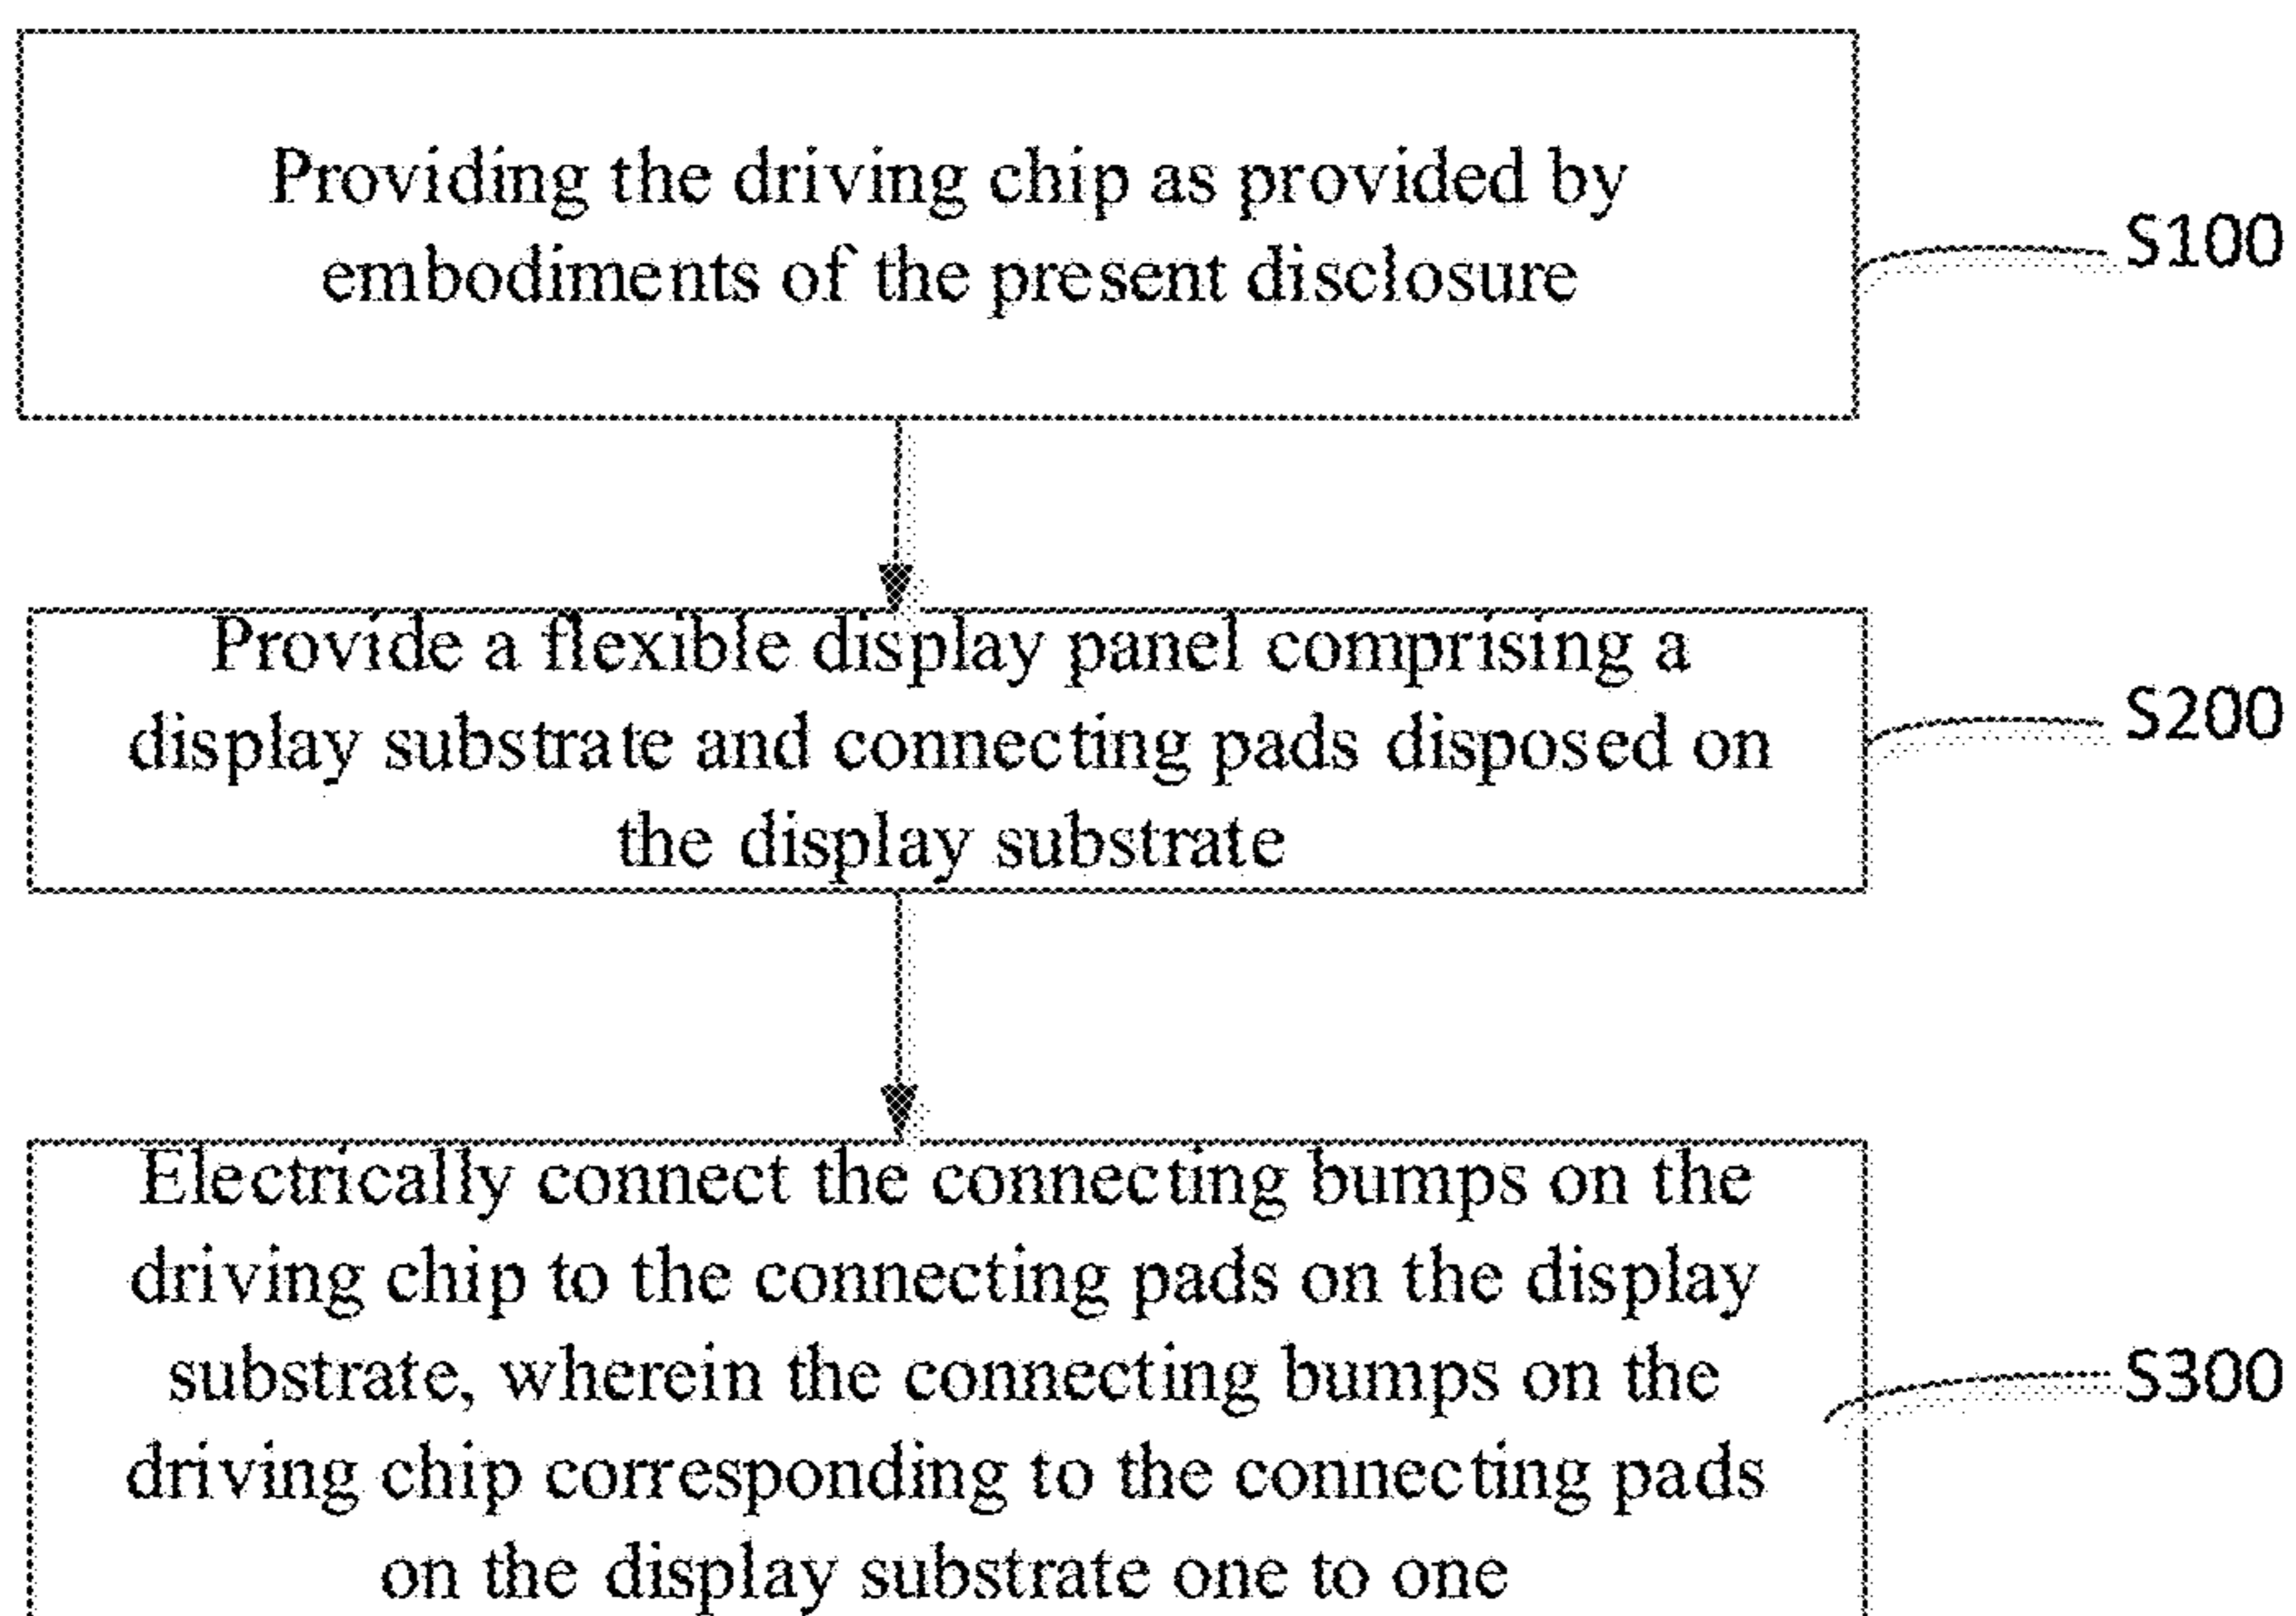 Providing the driving chip as provided by
embodiments of the present disclosure
S100
Provide a flexible display panel comprising a
display substrate and connecting pads disposed on
the display substrate
S200
Electrically connect the connecting bumps on the
driving chip to the connecting pads on the display
substrate, wherein the connecting bumps on the
driving chip corresponding to the connecting pads
on the display substrate one to one
S300